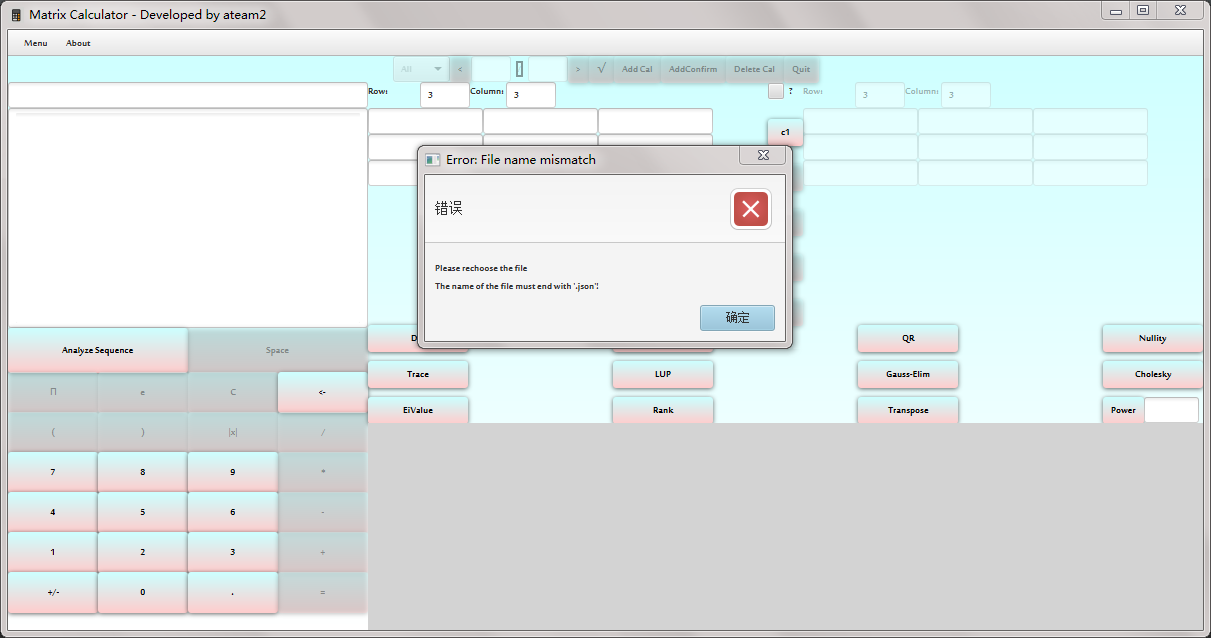 Matrix Calculator - Developed by ateam2
Menu About
All < [] > √ Add Cal AddConfirm Delete Cal Quit
Row: 3 Column: 3 ? Row: 3 Column: 3
c1
Error: File name mismatch
错误
Please rechoose the file
The name of the file must end with '.json'!
确定
D QR Nullity
Analyze Sequence Space
Trace LUP Gauss-Elim Cholesky
Π e C <-
EiValue Rank Transpose Power
( ) |x| /
7 8 9 *
4 5 6 -
1 2 3 +
+/- 0 . =